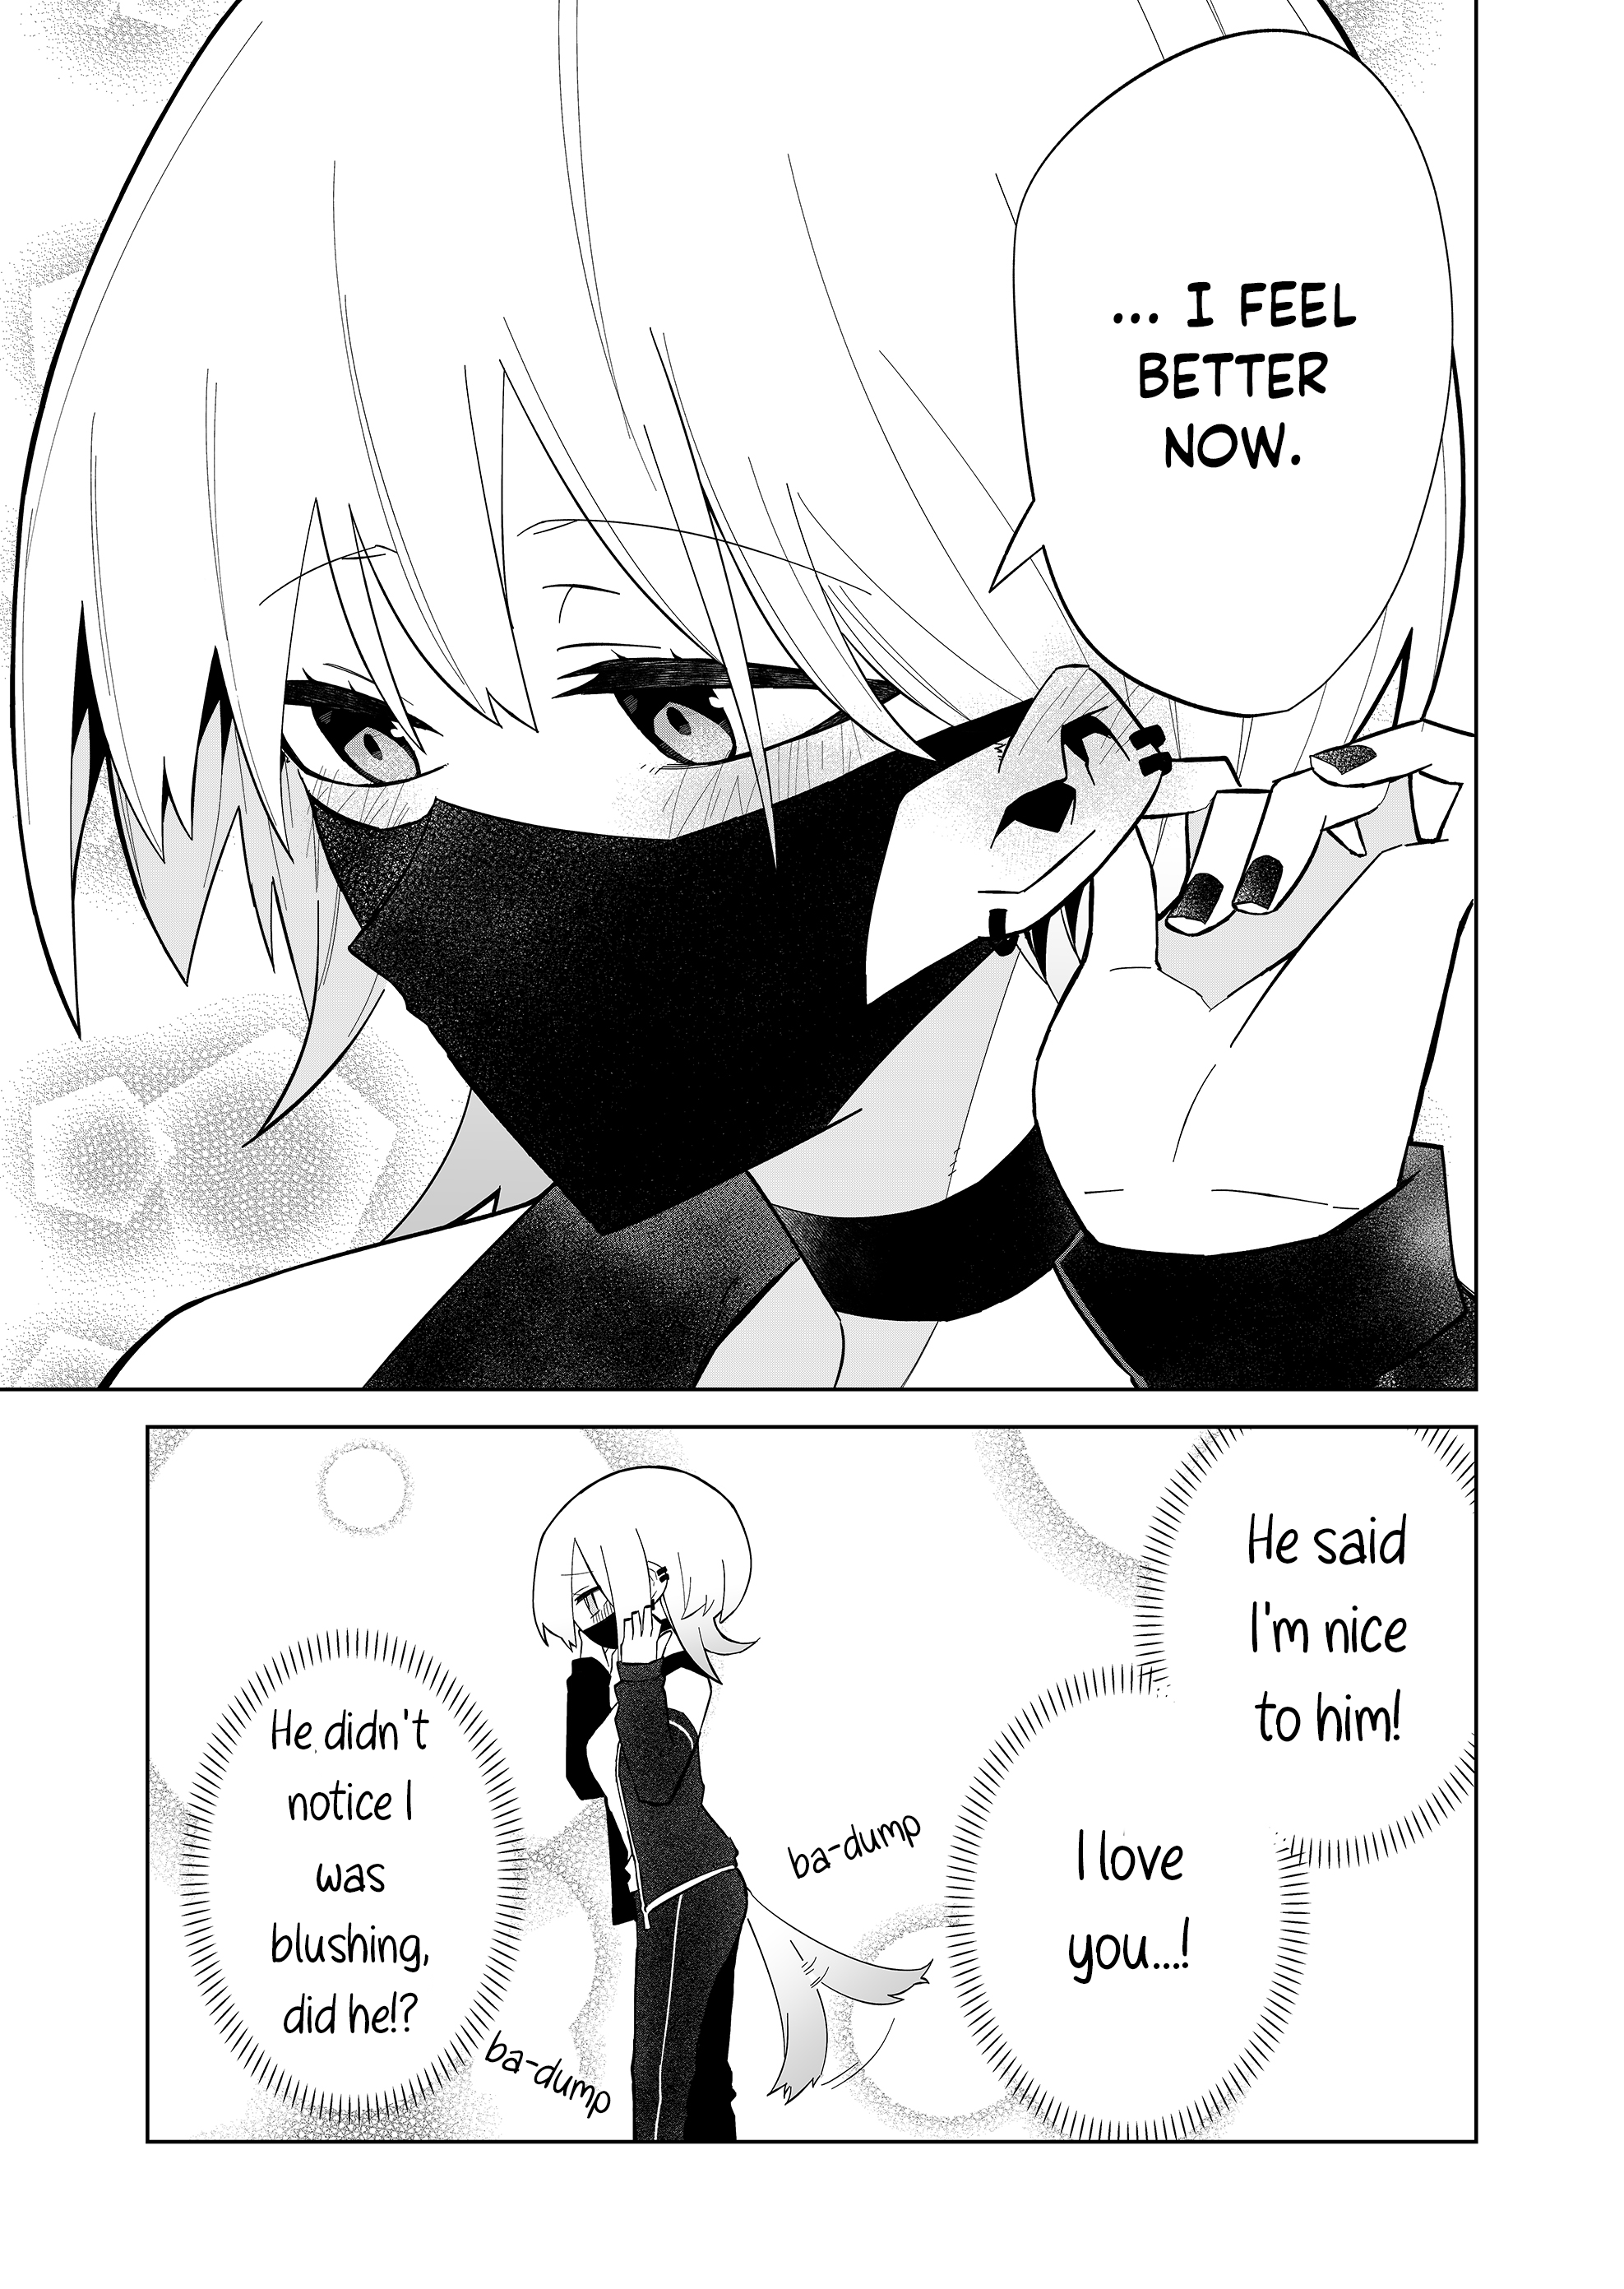 ... I FEEL
BETTER
NOW.
He said
I'm nice
to him!
I love
you...!
ba-dump
He didn't
notice I
was
blushing,
did he!?
ba-dump